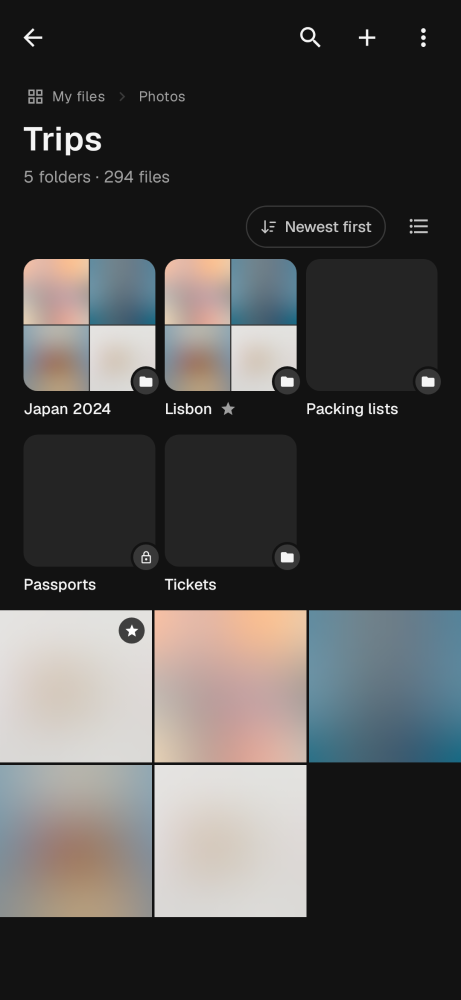 My files
Photos
Trips
5 folders · 294 files
Newest first
Japan 2024
Lisbon
Packing lists
Passports
Tickets